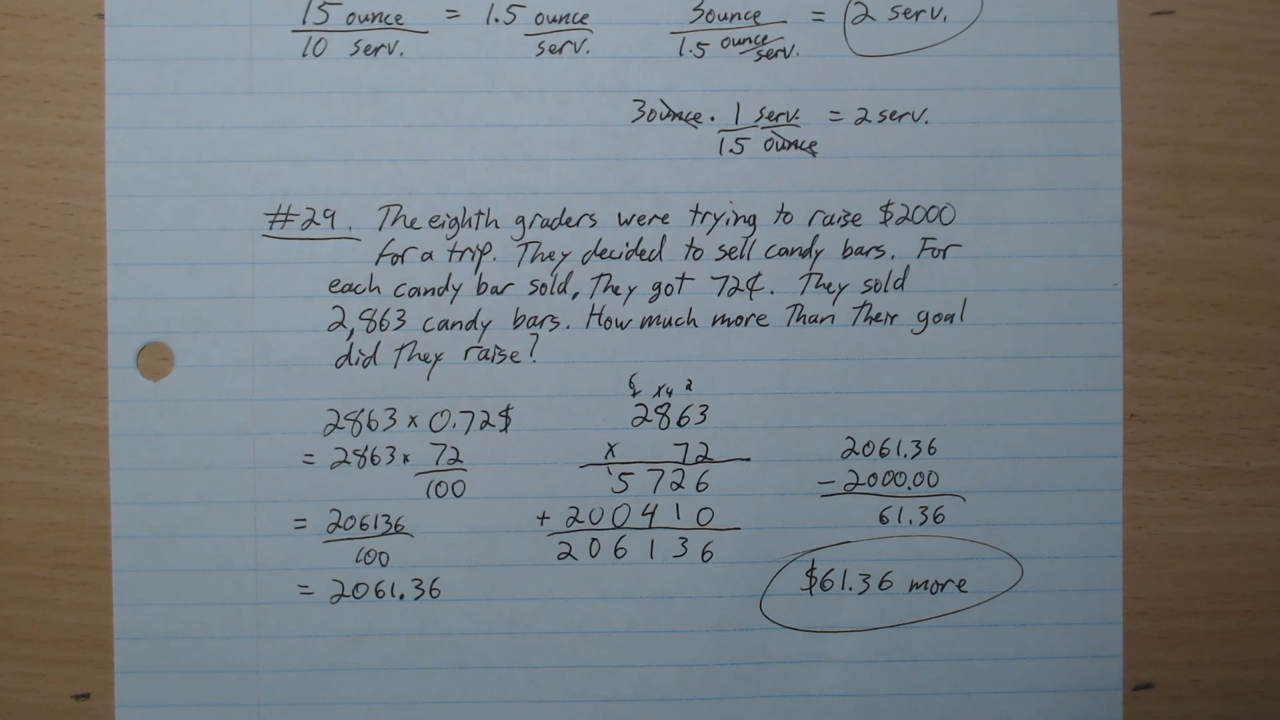 15 ounce / 10 serv. = 1.5 ounce / serv.    3ounce / 1.5 ounce/serv. = 2 serv.
3ounce · 1 serv. / 1.5 ounce = 2 serv.
#29. The eighth graders were trying to raise $2000
for a trip. They decided to sell candy bars. For
each candy bar sold, They got 72¢. They sold
2,863 candy bars. How much more Than Their goal
did They raise?
2863 × 0.72$
= 2863 × 72 / 100
= 206136 / 100
= 2061.36
2863
× 72
5726
+ 200410
206136
2061.36
- 2000.00
61.36
$61.36 more